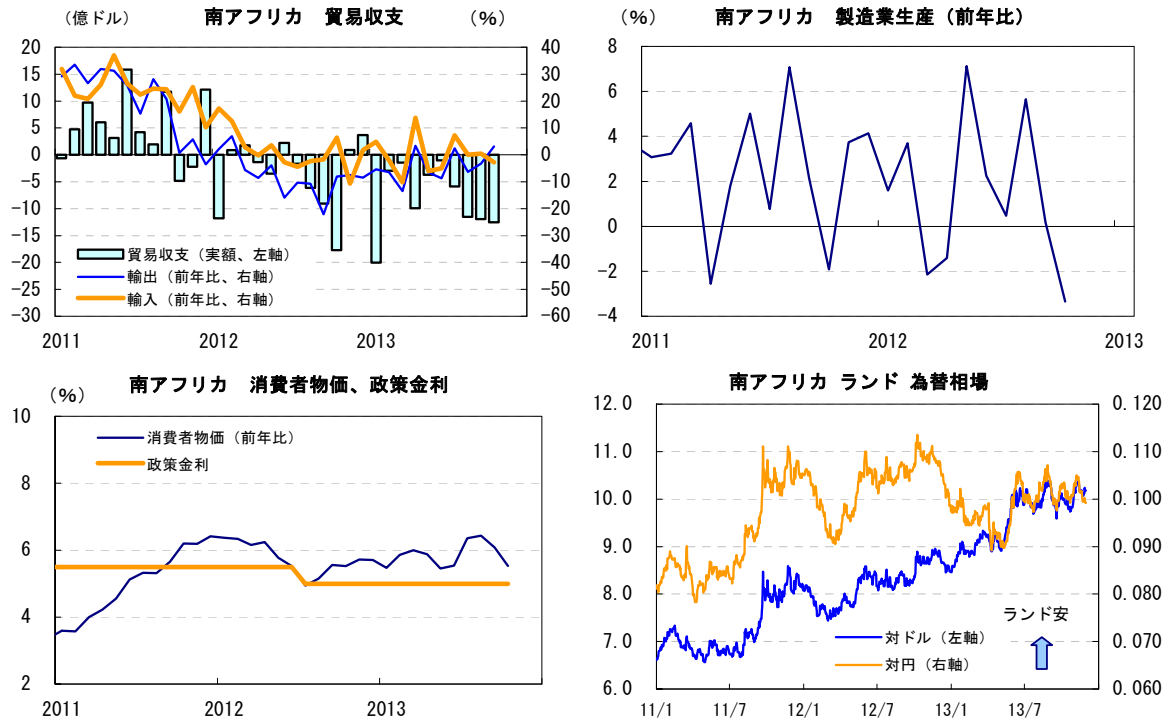 南アフリカ 貿易収支
（億ドル） （％）
20 40
15 30
10 20
5 10
0 0
-5 -10
-10 -20
-15 -30
-20 -40
-25 -50
-30 -60
貿易収支（実額、左軸）
輸出（前年比、右軸）
輸入（前年比、右軸）
2011 2012 2013
南アフリカ 製造業生産（前年比）
（％）
8
6
4
2
0
-2
-4
2011 2012 2013
南アフリカ 消費者物価、政策金利
（％）
10
8
6
4
2
消費者物価（前年比）
政策金利
2011 2012 2013
南アフリカ ランド 為替相場
12.0 0.120
11.0 0.110
10.0 0.100
9.0 0.090
8.0 0.080
7.0 0.070
6.0 0.060
ランド安
対ドル（左軸）
対円（右軸）
11/1 11/7 12/1 12/7 13/1 13/7